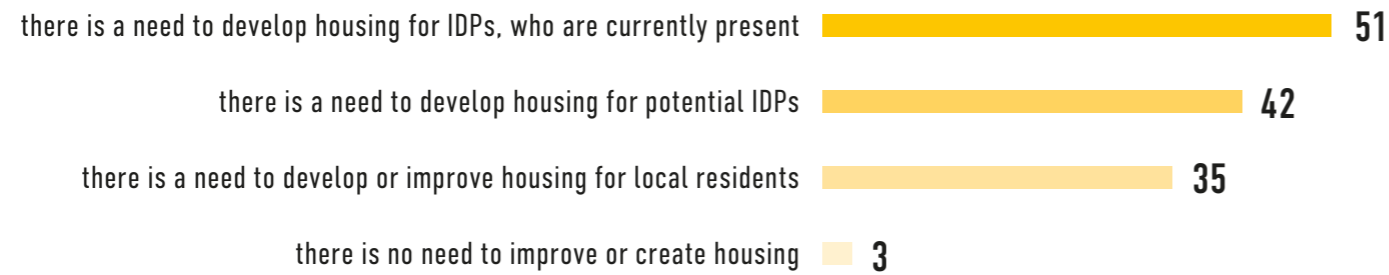 there is a need to develop housing for IDPs, who are currently present 51
there is a need to develop housing for potential IDPs 42
there is a need to develop or improve housing for local residents 35
there is no need to improve or create housing 3